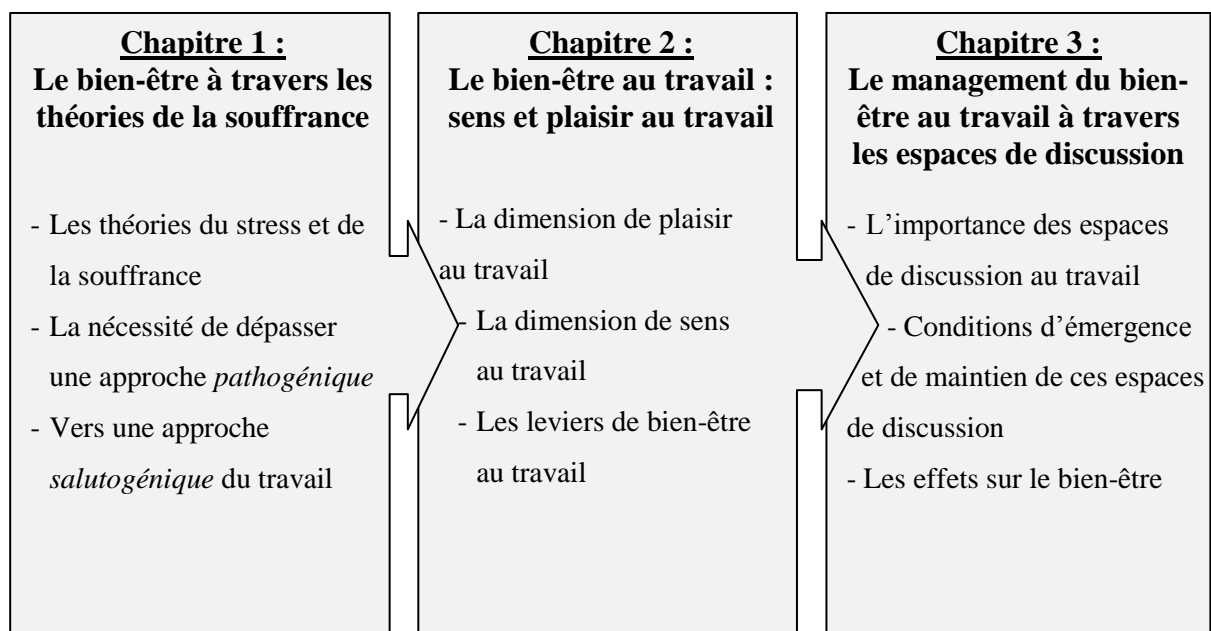 Chapitre 1 :
Le bien-être à travers les
théories de la souffrance
- Les théories du stress et de
la souffrance
- La nécessité de dépasser
une approche pathogénique
- Vers une approche
salutogénique du travail
Chapitre 2 :
Le bien-être au travail :
sens et plaisir au travail
- La dimension de plaisir
au travail
- La dimension de sens
au travail
- Les leviers de bien-être
au travail
Chapitre 3 :
Le management du bien-
être au travail à travers
les espaces de discussion
- L’importance des espaces
de discussion au travail
- Conditions d’émergence
et de maintien de ces espaces
de discussion
- Les effets sur le bien-être